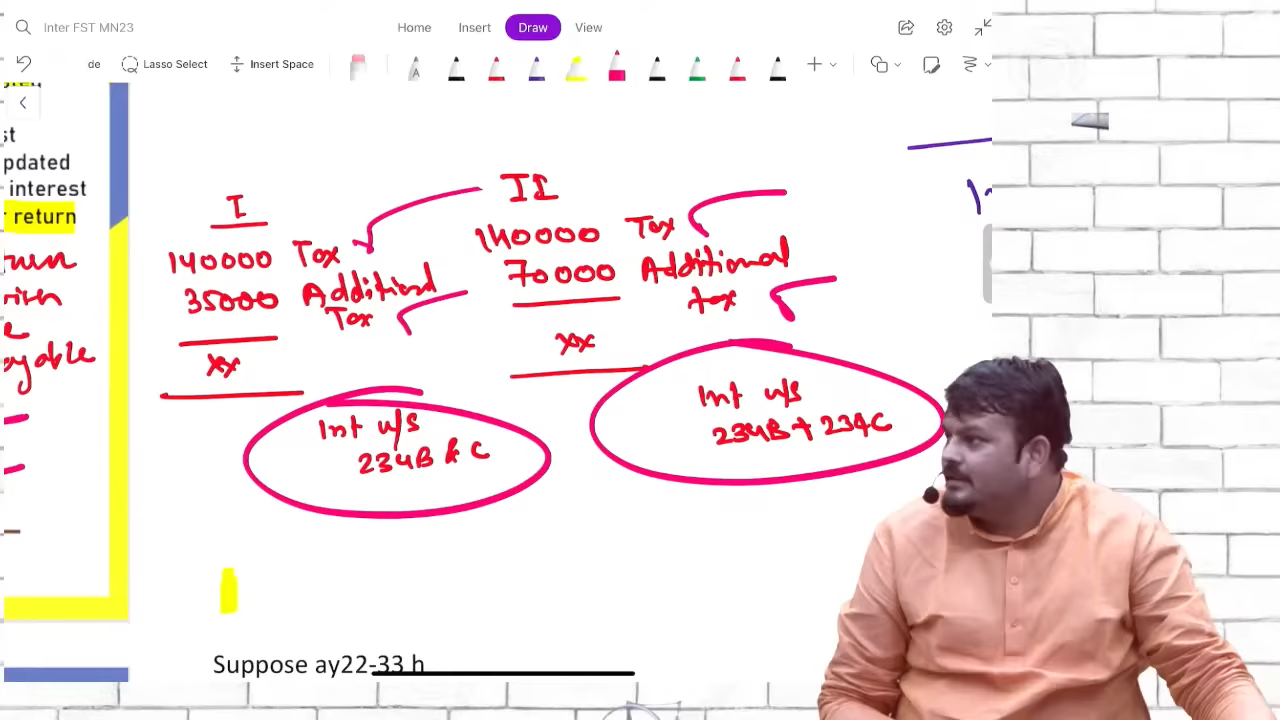 Inter FST MN23
Home
Insert
Draw
View
de
Lasso Select
Insert Space
st
pdated
interest
return
ayable
I
140000 Tax
35000 Additional
Tax
xx
Int u/s
234B & C
II
140000 Tax
70000 Additional
tax
xx
Int u/s
234B + 234C
Suppose ay22-33 h